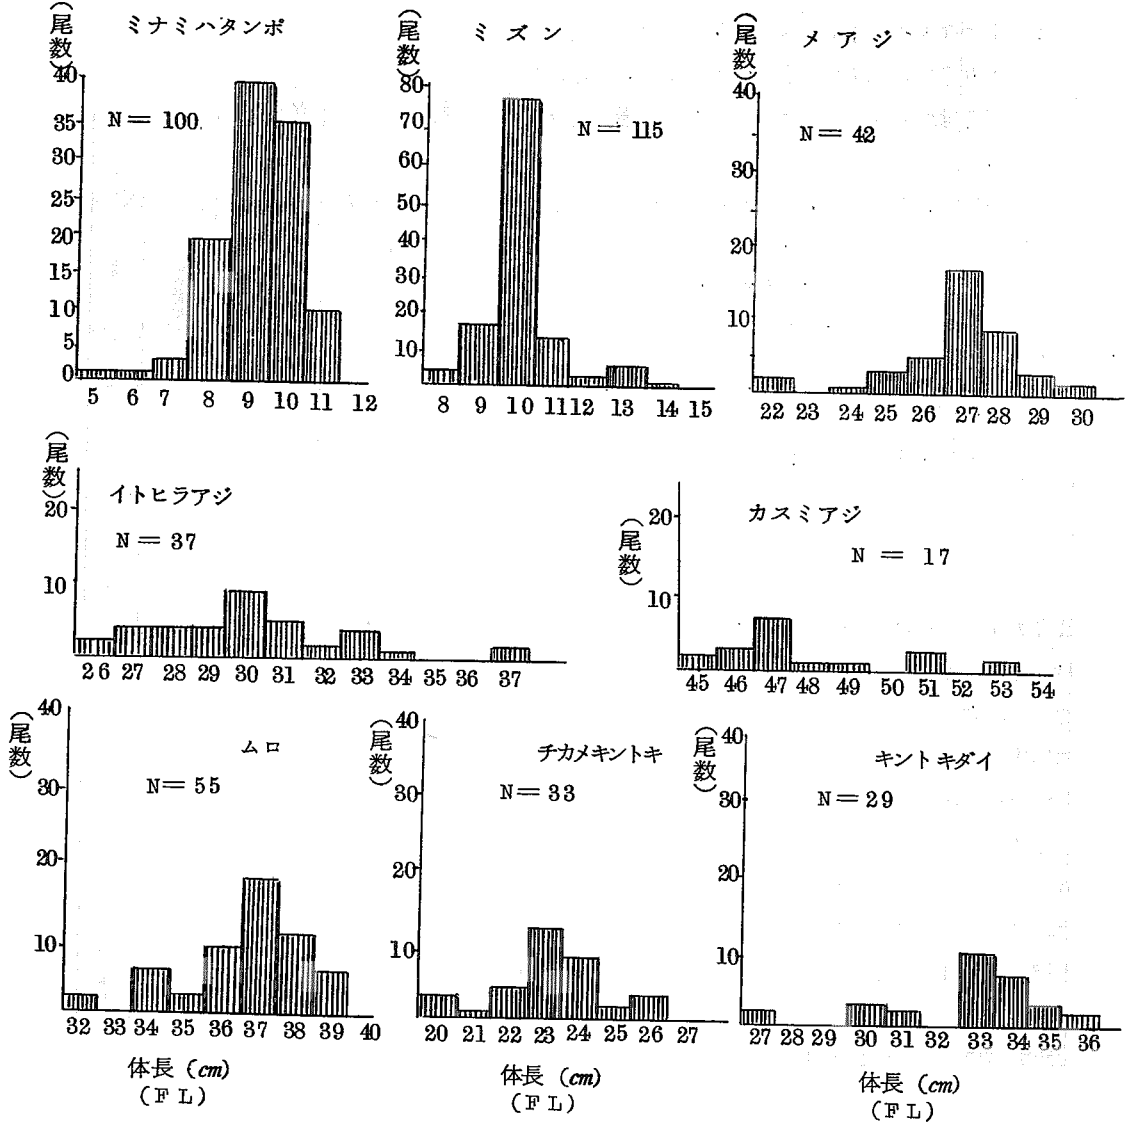 (尾数)
ミナミハタンポ
N = 100
40
35
30
25
20
15
10
5
0
5 6 7 8 9 10 11 12
(尾数)
ミズン
N = 115
80
70
60
50
40
30
20
10
8 9 10 11 12 13 14 15
(尾数)
メアジ
N = 42
40
30
20
10
22 23 24 25 26 27 28 29 30
(尾数)
イトヒラアジ
N = 37
20
10
26 27 28 29 30 31 32 33 34 35 36 37
(尾数)
カスミアジ
N = 17
20
10
45 46 47 48 49 50 51 52 53 54
(尾数)
ムロ
N = 55
40
30
20
10
32 33 34 35 36 37 38 39 40
体長 (cm)
(FL)
(尾数)
チカメキントキ
N = 33
40
30
20
10
20 21 22 23 24 25 26 27
体長 (cm)
(FL)
(尾数)
キントキダイ
N = 29
40
30
20
10
27 28 29 30 31 32 33 34 35 36
体長 (cm)
(FL)